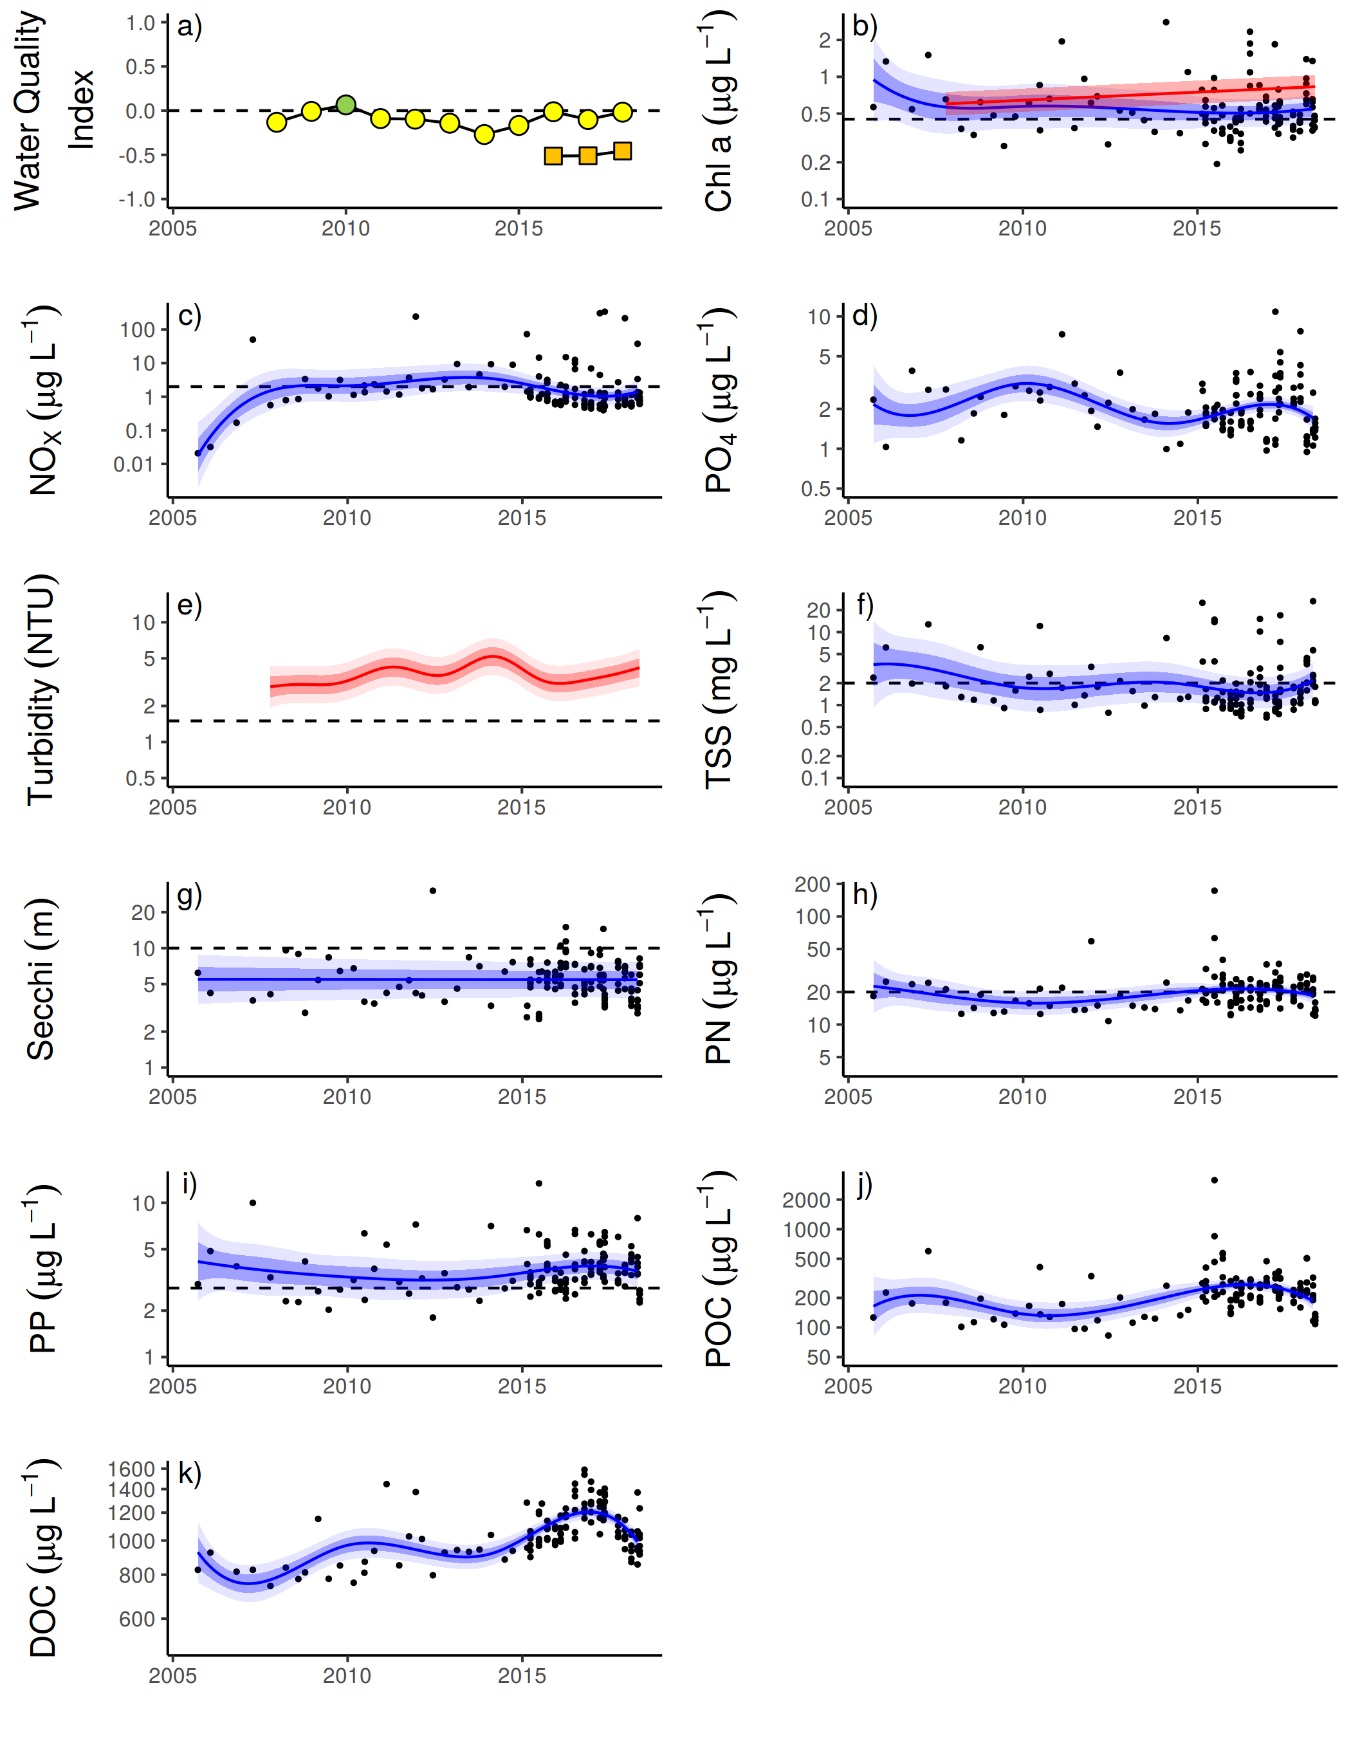 Water Quality
Index
a)
1.0
0.5
0.0
-0.5
-1.0
2005 2010 2015
Chl a (μg L⁻¹)
b)
2
1
0.5
0.2
0.1
2005 2010 2015
NOX (μg L⁻¹)
c)
100
10
1
0.1
0.01
2005 2010 2015
PO4 (μg L⁻¹)
d)
10
5
2
1
0.5
2005 2010 2015
Turbidity (NTU)
e)
10
5
2
1
0.5
2005 2010 2015
TSS (mg L⁻¹)
f)
20
10
5
2
1
0.5
0.2
0.1
2005 2010 2015
Secchi (m)
g)
20
10
5
2
1
2005 2010 2015
PN (μg L⁻¹)
h)
200
100
50
20
10
5
2005 2010 2015
PP (μg L⁻¹)
i)
10
5
2
1
2005 2010 2015
POC (μg L⁻¹)
j)
2000
1000
500
200
100
50
2005 2010 2015
DOC (μg L⁻¹)
k)
1600
1400
1200
1000
800
600
2005 2010 2015